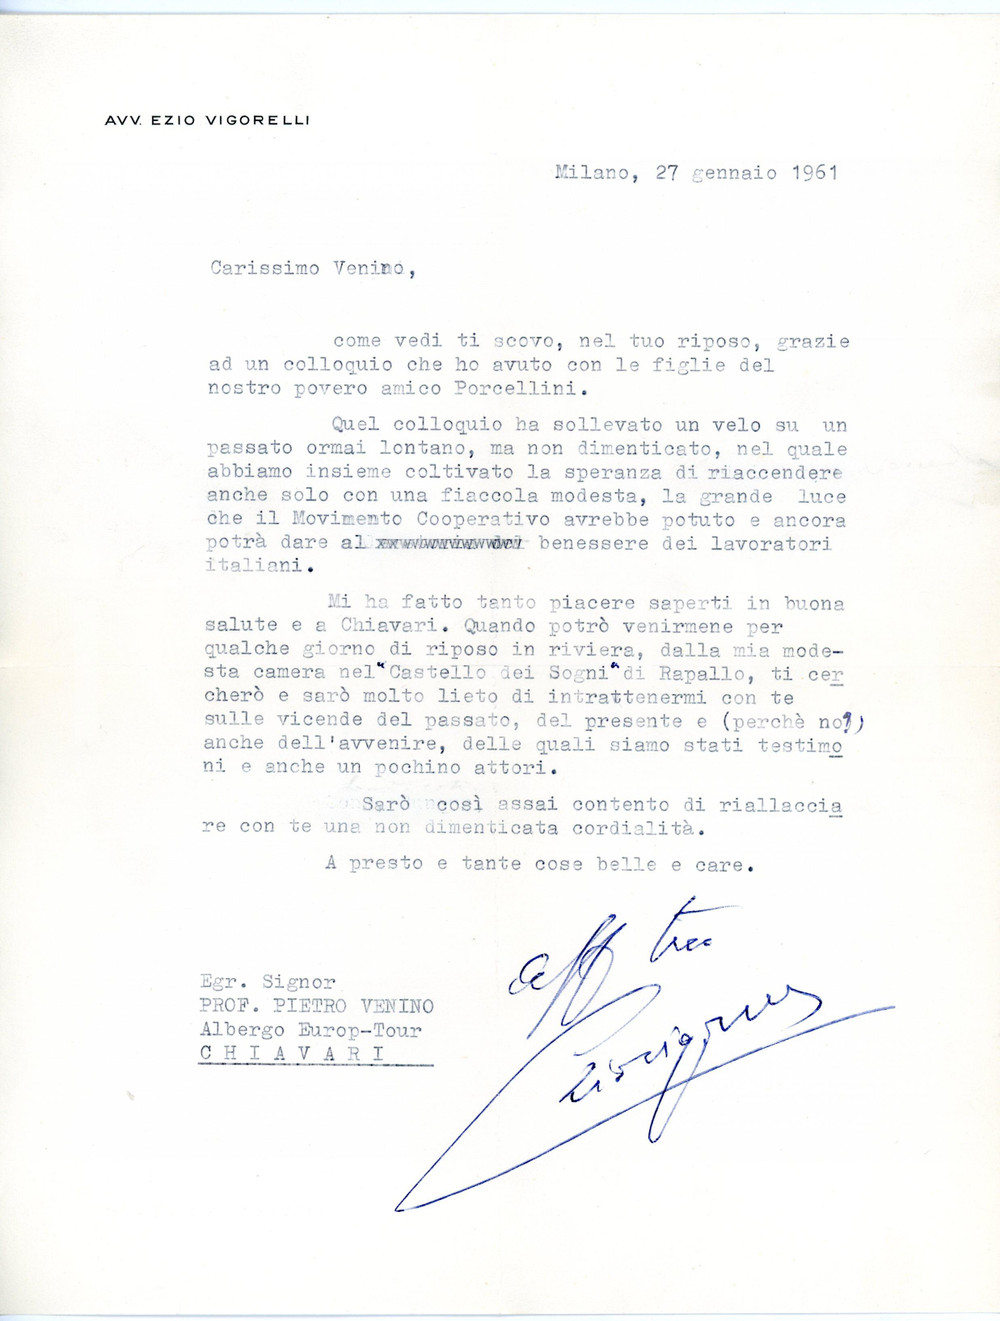 AVV. EZIO VIGORELLI
Milano, 27 gennaio 1961
Carissimo Venino,
come vedi ti scovo, nel tuo riposo, grazie
ad un colloquio che ho avuto con le figlie del
nostro povero amico Porcellini.
Quel colloquio ha sollevato un velo su un
passato ormai lontano, ma non dimenticato, nel quale
abbiamo insieme coltivato la speranza di riaccendere
anche solo con una fiaccola modesta, la grande luce
che il Movimento Cooperativo avrebbe potuto e ancora
potrà dare al benessere dei lavoratori
italiani.
Mi ha fatto tanto piacere saperti in buona
salute e a Chiavari. Quando potrò venirmene per
qualche giorno di riposo in riviera, dalla mia mode-
sta camera nel "Castello dei Sogni" di Rapallo, ti cer
cherò e sarò molto lieto di intrattenermi con te
sulle vicende del passato, del presente e (perchè no?)
anche dell'avvenire, delle quali siamo stati testimo
ni e anche un pochino attori.
Sarò così assai contento di riallaccia
re con te una non dimenticata cordialità.
A presto e tante cose belle e care.
aff tuo
Egr. Signor
PROF. PIETRO VENINO
Albergo Europ-Tour
CHIAVARI